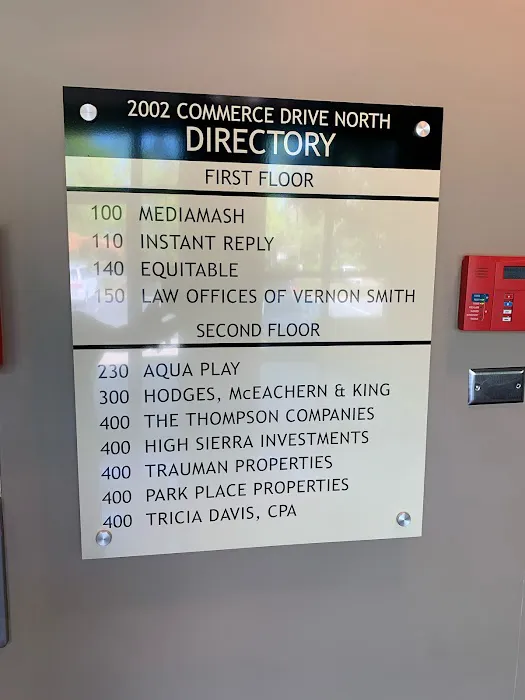 2002 COMMERCE DRIVE NORTH
DIRECTORY
FIRST FLOOR
100 MEDIAMASH
110 INSTANT REPLY
140 EQUITABLE
150 LAW OFFICES OF VERNON SMITH
SECOND FLOOR
230 AQUA PLAY
300 HODGES, McEACHERN & KING
400 THE THOMPSON COMPANIES
400 HIGH SIERRA INVESTMENTS
400 TRAUMAN PROPERTIES
400 PARK PLACE PROPERTIES
400 TRICIA DAVIS, CPA